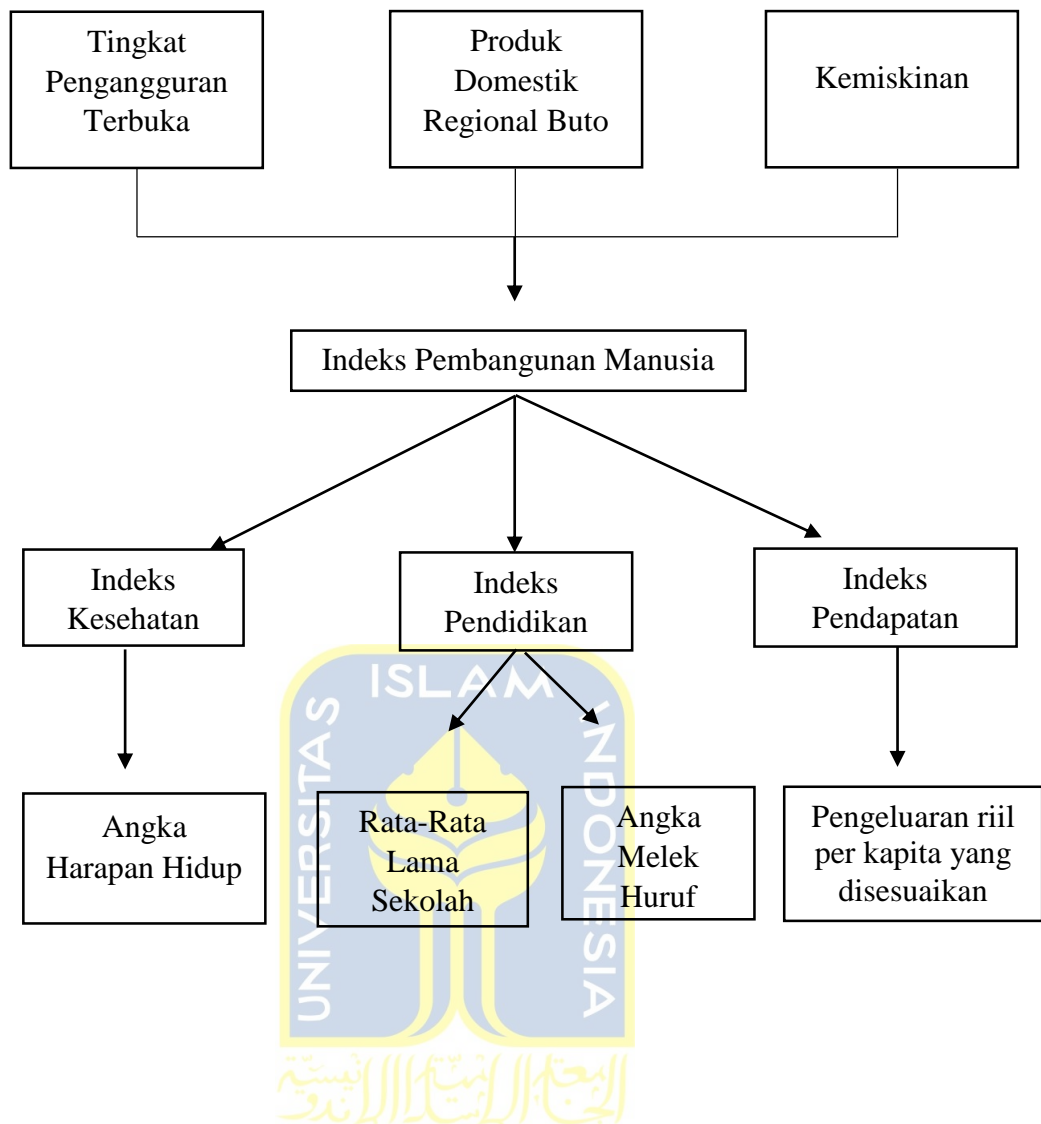 Tingkat
Pengangguran
Terbuka
Produk
Domestik
Regional Buto
Kemiskinan
Indeks Pembangunan Manusia
Indeks
Kesehatan
Indeks
Pendidikan
Indeks
Pendapatan
Angka
Harapan Hidup
Rata-Rata
Lama
Sekolah
Angka
Melek
Huruf
Pengeluaran riil
per kapita yang
disesuaikan
UNIVERSITAS
ISLAM
INDONESIA